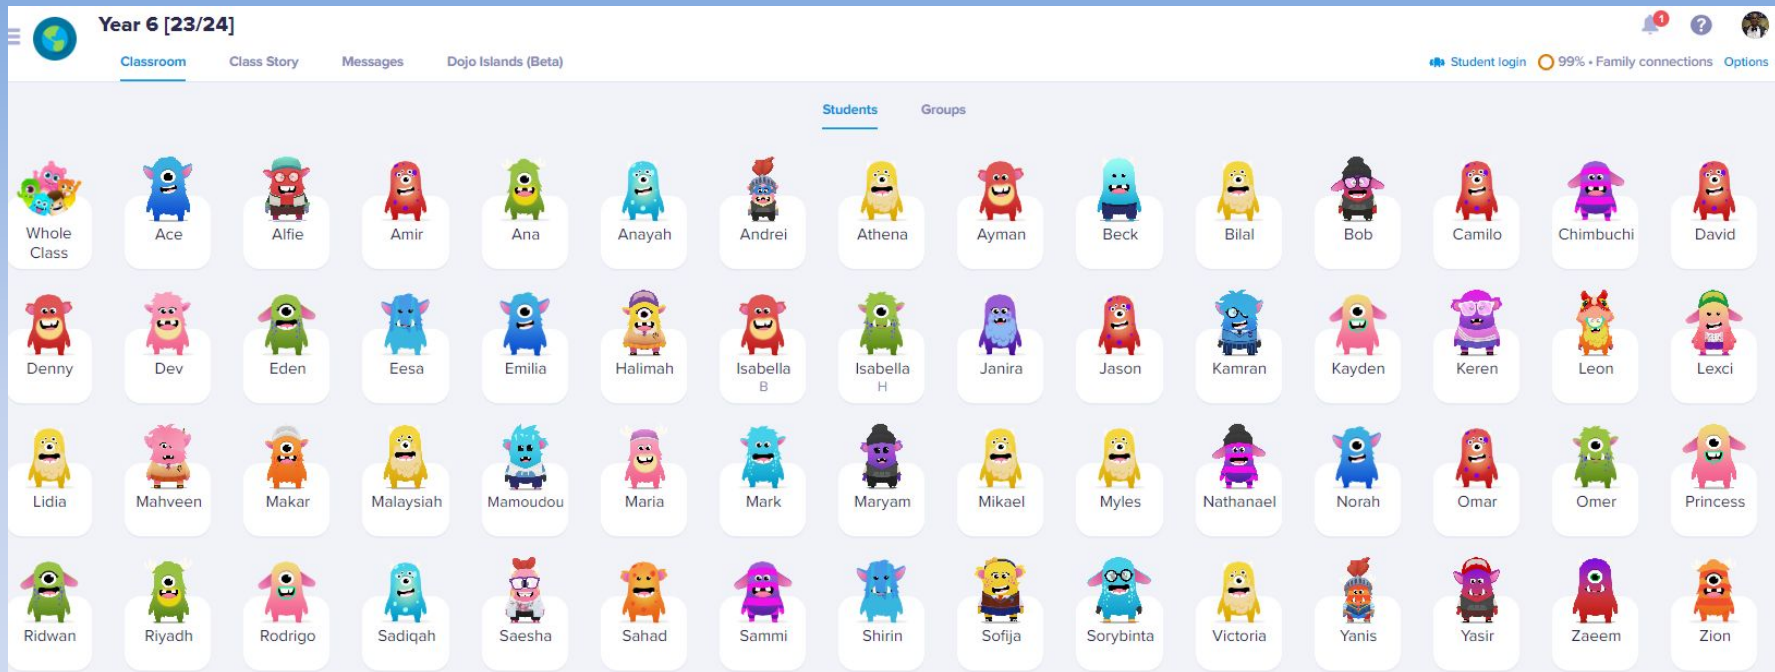 Year 6 [23/24]
1
?
Classroom Class Story Messages Dojo Islands (Beta)
Student login 99% • Family connections Options
Students Groups
Whole Class Ace Alfie Amir Ana Anayah Andrei Athena Ayman Beck Bilal Bob Camilo Chimbuchi David
Denny Dev Eden Eesa Emilia Halimah Isabella B Isabella H Janira Jason Kamran Kayden Keren Leon Lexci
Lidia Mahveen Makar Malaysiah Mamoudou Maria Mark Maryam Mikael Myles Nathanael Norah Omar Omer Princess
Ridwan Riyadh Rodrigo Sadiqah Saesha Sahad Sammi Shirin Sofija Sorybinta Victoria Yanis Yasir Zaeem Zion